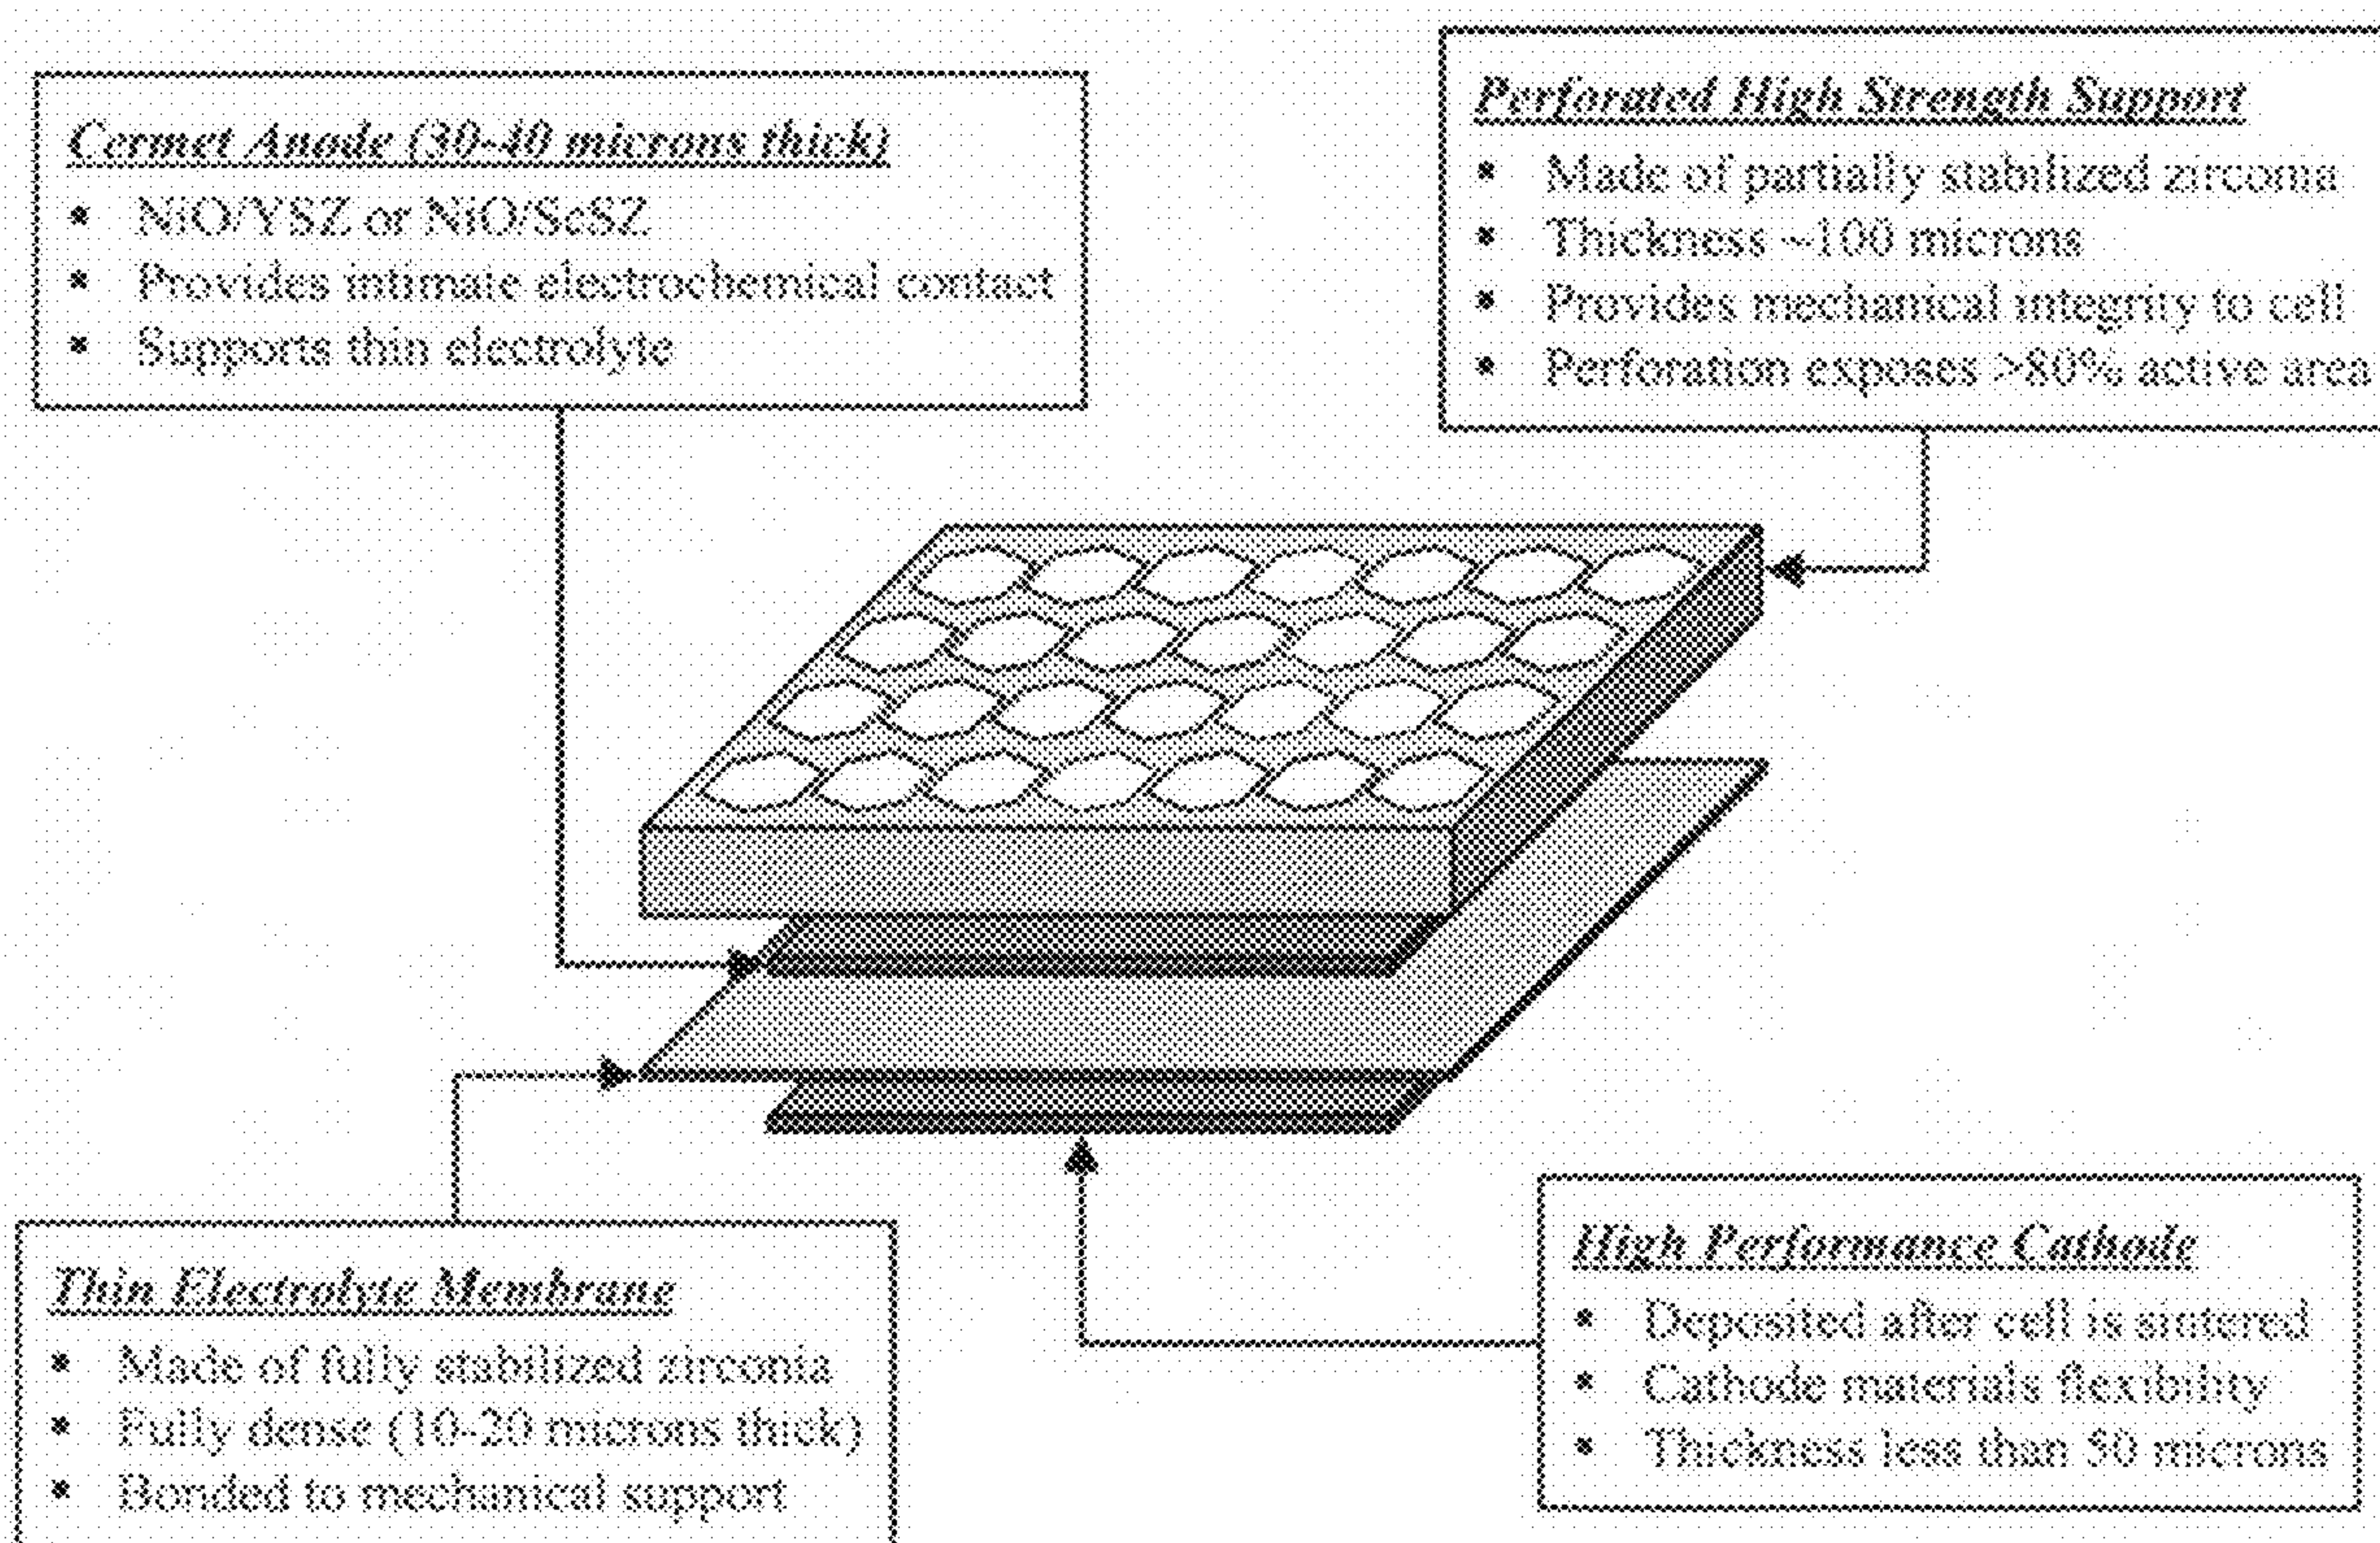 Cermet Anode (30-40 microns thick)
• NiO/YSZ or NiO/ScSZ
• Provides intimate electrochemical contact
• Supports thin electrolyte
Perforated High Strength Support
• Made of partially stabilized zirconia
• Thickness ~100 microns
• Provides mechanical integrity to cell
• Perforation exposes >80% active area
Thin Electrolyte Membrane
• Made of fully stabilized zirconia
• Fully dense (10-20 microns thick)
• Bonded to mechanical support
High Performance Cathode
• Deposited after cell is sintered
• Cathode materials flexibility
• Thickness less than 50 microns